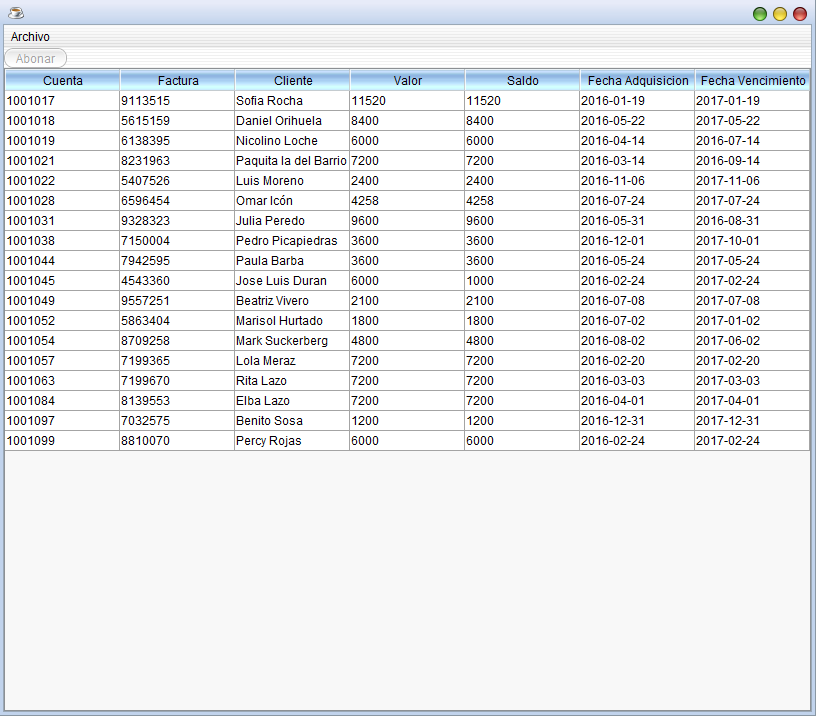 Archivo
Abonar
Cuenta Factura Cliente Valor Saldo Fecha Adquisicion Fecha Vencimiento
1001017 9113515 Sofia Rocha 11520 11520 2016-01-19 2017-01-19
1001018 5615159 Daniel Orihuela 8400 8400 2016-05-22 2017-05-22
1001019 6138395 Nicolino Loche 6000 6000 2016-04-14 2016-07-14
1001021 8231963 Paquita la del Barrio 7200 7200 2016-03-14 2016-09-14
1001022 5407526 Luis Moreno 2400 2400 2016-11-06 2017-11-06
1001028 6596454 Omar Icón 4258 4258 2016-07-24 2017-07-24
1001031 9328323 Julia Peredo 9600 9600 2016-05-31 2016-08-31
1001038 7150004 Pedro Picapiedras 3600 3600 2016-12-01 2017-10-01
1001044 7942595 Paula Barba 3600 3600 2016-05-24 2017-05-24
1001045 4543360 Jose Luis Duran 6000 1000 2016-02-24 2017-02-24
1001049 9557251 Beatriz Vivero 2100 2100 2016-07-08 2017-07-08
1001052 5863404 Marisol Hurtado 1800 1800 2016-07-02 2017-01-02
1001054 8709258 Mark Suckerberg 4800 4800 2016-08-02 2017-06-02
1001057 7199365 Lola Meraz 7200 7200 2016-02-20 2017-02-20
1001063 7199670 Rita Lazo 7200 7200 2016-03-03 2017-03-03
1001084 8139553 Elba Lazo 7200 7200 2016-04-01 2017-04-01
1001097 7032575 Benito Sosa 1200 1200 2016-12-31 2017-12-31
1001099 8810070 Percy Rojas 6000 6000 2016-02-24 2017-02-24